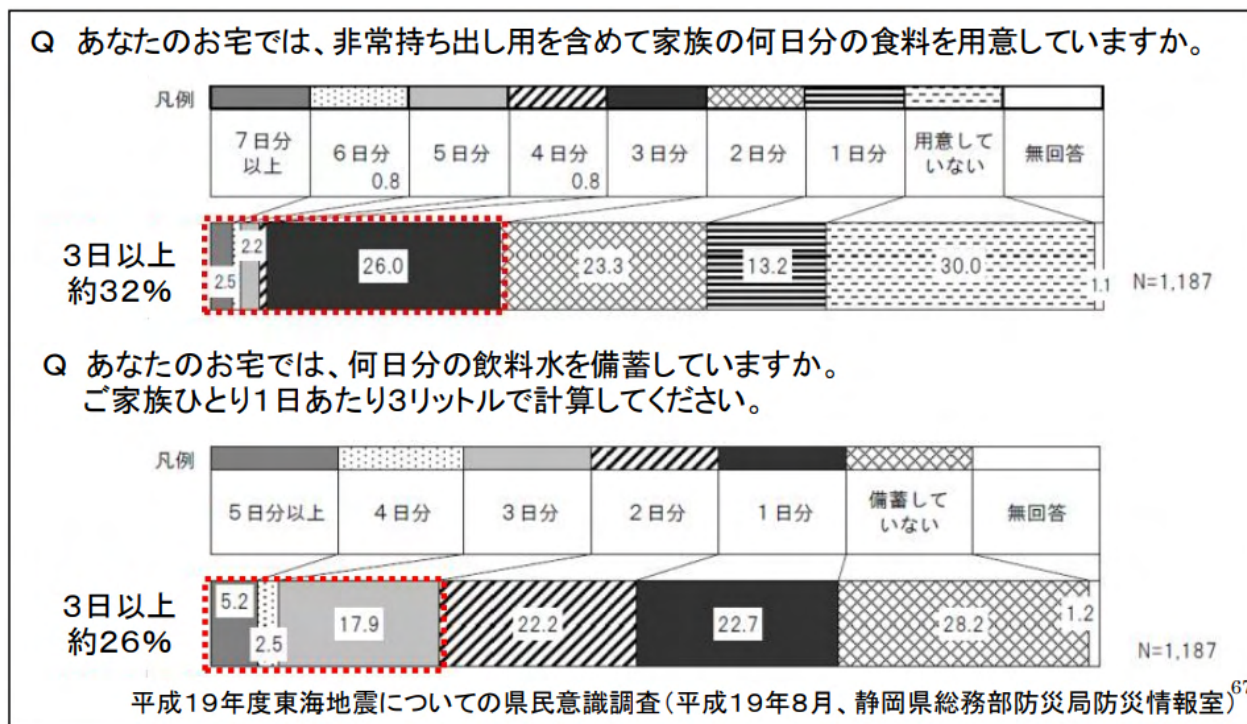 Q あなたのお宅では、非常持ち出し用を含めて家族の何日分の食料を用意していますか。
凡例
7日分以上 6日分 5日分 4日分 3日分 2日分 1日分 用意していない 無回答
0.8 0.8
3日以上
約32%
2.5 2.2 26.0 23.3 13.2 30.0 1.1 N=1,187
Q あなたのお宅では、何日分の飲料水を備蓄していますか。
ご家族ひとり1日あたり3リットルで計算してください。
凡例
5日分以上 4日分 3日分 2日分 1日分 備蓄していない 無回答
3日以上
約26%
5.2 2.5 17.9 22.2 22.7 28.2 1.2
N=1,187
平成19年度東海地震についての県民意識調査(平成19年8月、静岡県総務部防災局防災情報室)
67